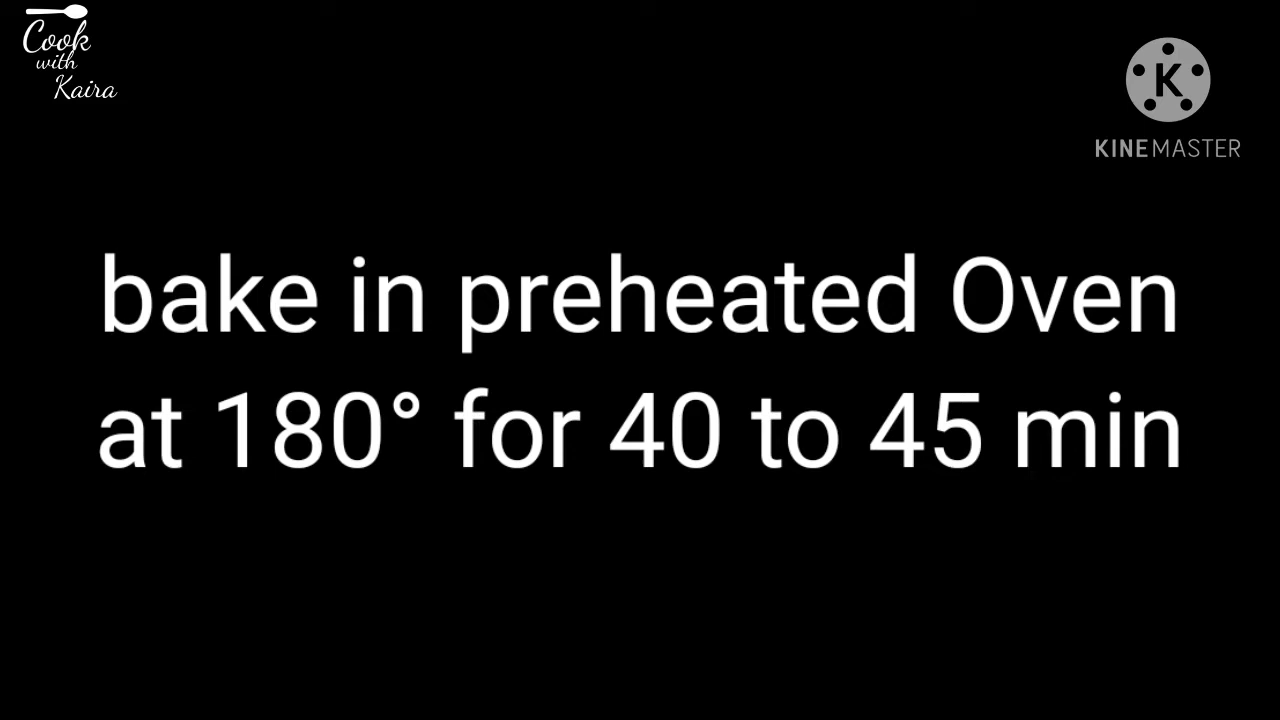 Cook
with
Kaira
K
KINEMASTER
bake in preheated Oven
at 180° for 40 to 45 min